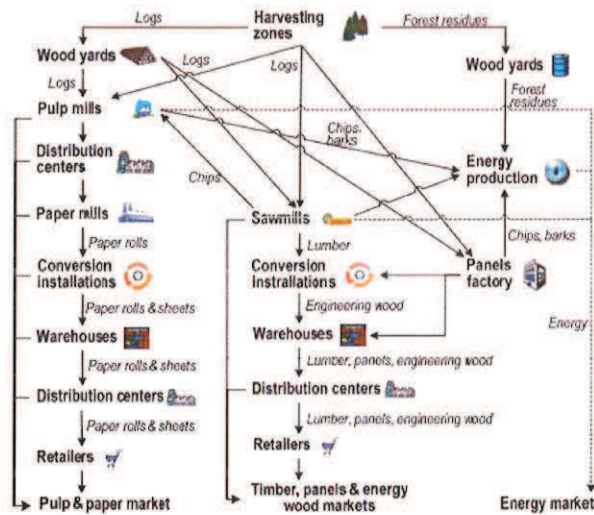 Logs
Harvesting
zones
Forest residues
Wood yards
Logs
Logs
Logs
Wood yards
Logs
Forest
residues
Pulp mills
Chips,
barks
Distribution
centers
Energy
production
Chips
Paper mills
Sawmills
Paper rolls
Lumber
Chips, barks
Conversion
installations
Conversion
installations
Panels
factory
Paper rolls & sheets
Engineering wood
Energy
Warehouses
Warehouses
Paper rolls & sheets
Lumber, panels, engineering wood
Distribution centers
Distribution centers
Paper rolls & sheets
Lumber, panels, engineering wood
Retailers
Retailers
Pulp & paper market
Timber, panels & energy
wood markets
Energy market